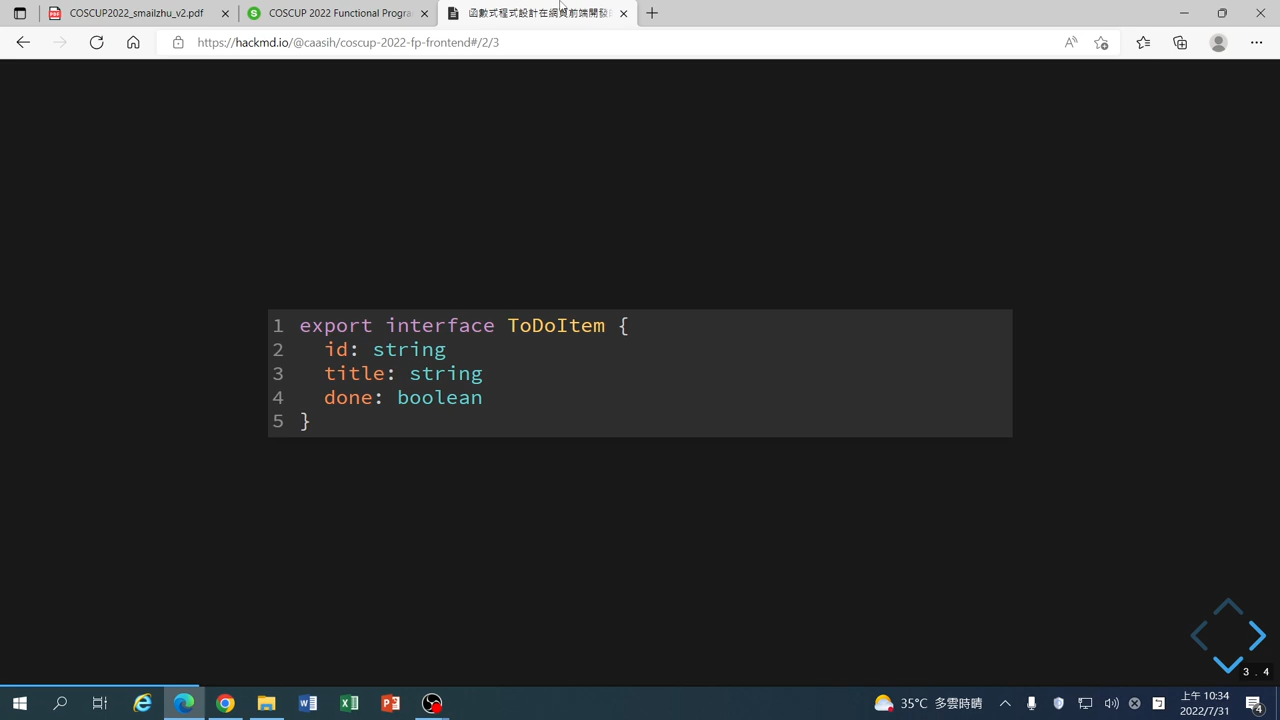 COSCUP2022_smailzhu_v2.pdf
COSCUP 2022 Functional Progra
函數式程式設計在網頁前端開發
https://hackmd.io/@caasih/coscup-2022-fp-frontend#/2/3
1 export interface ToDoItem {
2 id: string
3 title: string
4 done: boolean
5 }
3 . 4
35°C 多雲時晴
上午 10:34
2022/7/31
4